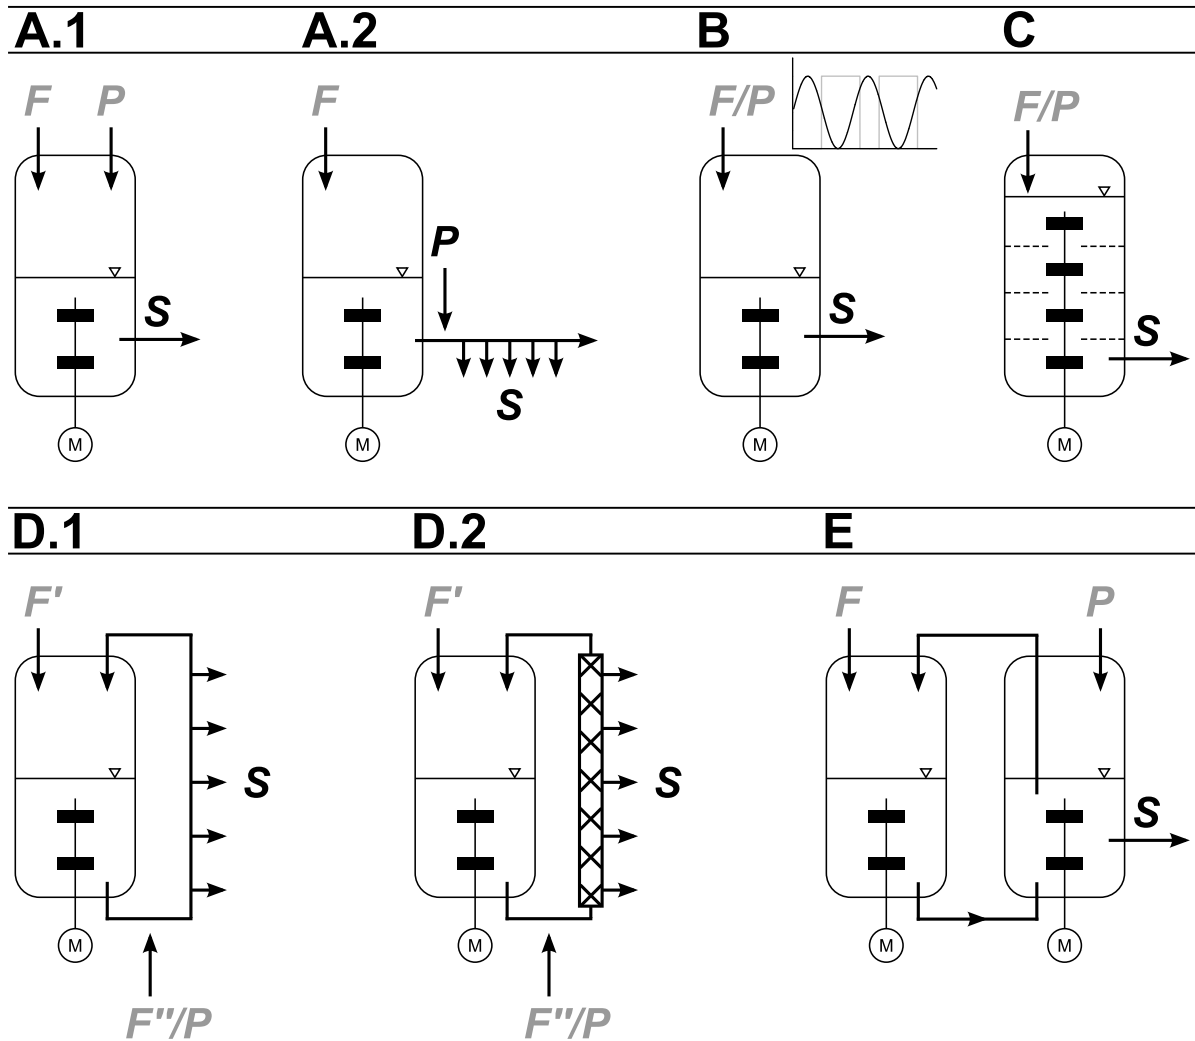 A.1 A.2 B C
F P F F/P F/P
P
S S S
S
M M M M
D.1 D.2 E
F' F' F P
S S S
M M M M
F''/P F''/P